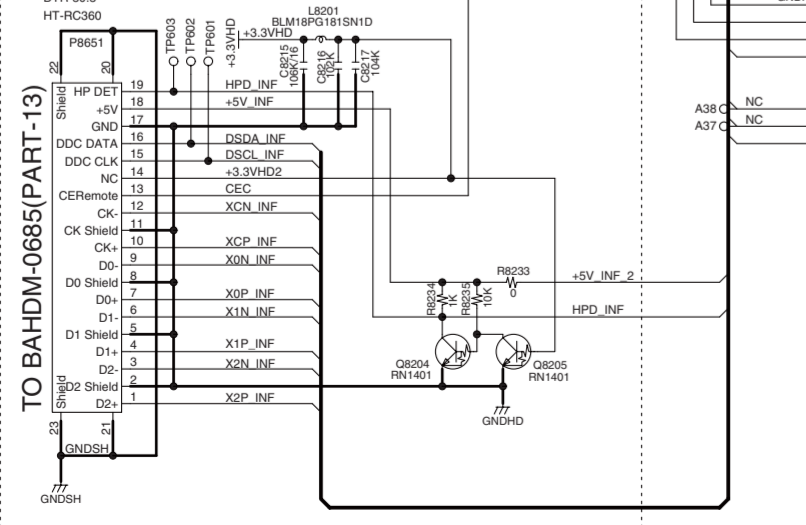 HT-RC360
P8651
22
20
TP603
TP602
TP601
+3.3VHD
+3.3VHD
L8201
BLM18PG181SN1D
C8215
106K/16
C8216
102K
C8217
104K
TO BAHDM-0685(PART-13)
Shield
HP DET 19 HPD_INF
+5V 18 +5V_INF
GND 17
DDC DATA 16 DSDA_INF
DDC CLK 15 DSCL_INF
NC 14 +3.3VHD2
CERemote 13 CEC
CK- 12 XCN_INF
CK Shield 11
CK+ 10 XCP_INF
D0- 9 X0N_INF
D0 Shield 8
D0+ 7 X0P_INF
D1- 6 X1N_INF
D1 Shield 5
D1+ 4 X1P_INF
D2- 3 X2N_INF
D2 Shield 2
D2+ 1 X2P_INF
Shield
23
21
GNDSH
GNDSH
A38 NC
A37 NC
R8233
0
+5V_INF_2
R8234
1K
R8235
10K
HPD_INF
Q8204
RN1401
Q8205
RN1401
GNDHD